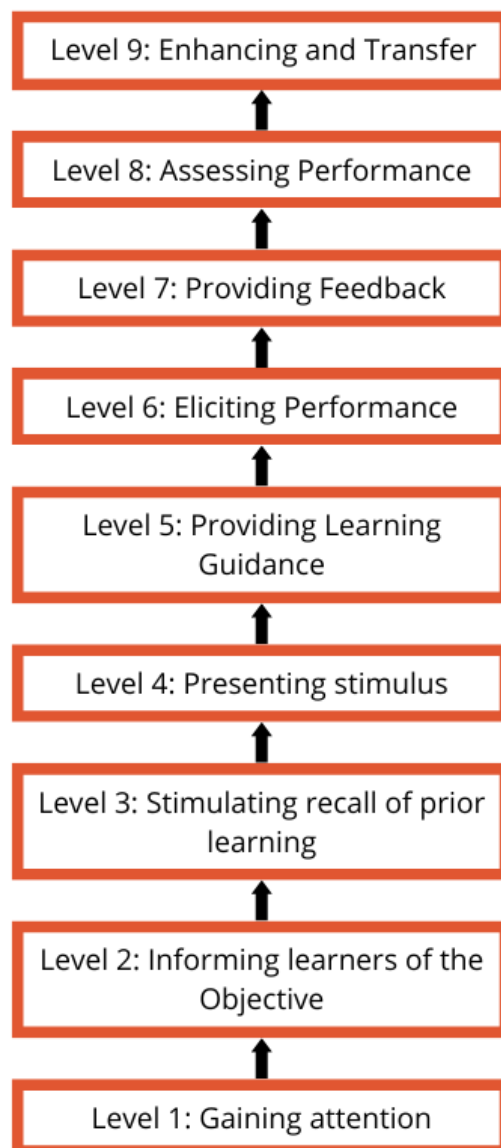 Level 9: Enhancing and Transfer
Level 8: Assessing Performance
Level 7: Providing Feedback
Level 6: Eliciting Performance
Level 5: Providing Learning
Guidance
Level 4: Presenting stimulus
Level 3: Stimulating recall of prior
learning
Level 2: Informing learners of the
Objective
Level 1: Gaining attention